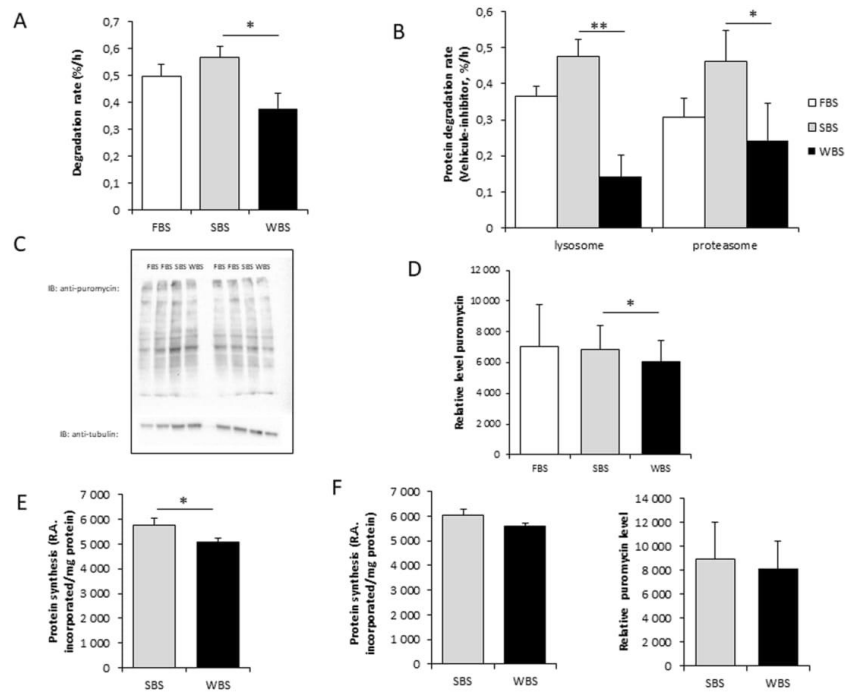 A
Degradation rate (%/h)
0,7
0,6
0,5
0,4
0,3
0,2
0,1
0
*
FBS SBS WBS
B
Protein degradation rate
(Vehicule-inhibitor, %/h)
0,6
0,5
0,4
0,3
0,2
0,1
0
**
*
lysosome proteasome
FBS
SBS
WBS
C
FBS FBS SBS WBS FBS FBS SBS WBS
IB: anti-puromycin:
IB: anti-tubulin:
D
Relative level puromycin
12 000
10 000
8 000
6 000
4 000
2 000
0
*
FBS SBS WBS
E
Protein synthesis (R.A.
incorporated/mg protein)
7 000
6 000
5 000
4 000
3 000
2 000
1 000
0
*
SBS WBS
F
Protein synthesis (R.A.
incorporated/mg protein)
7 000
6 000
5 000
4 000
3 000
2 000
1 000
0
SBS WBS
Relative puromycin level
14 000
12 000
10 000
8 000
6 000
4 000
2 000
0
SBS WBS